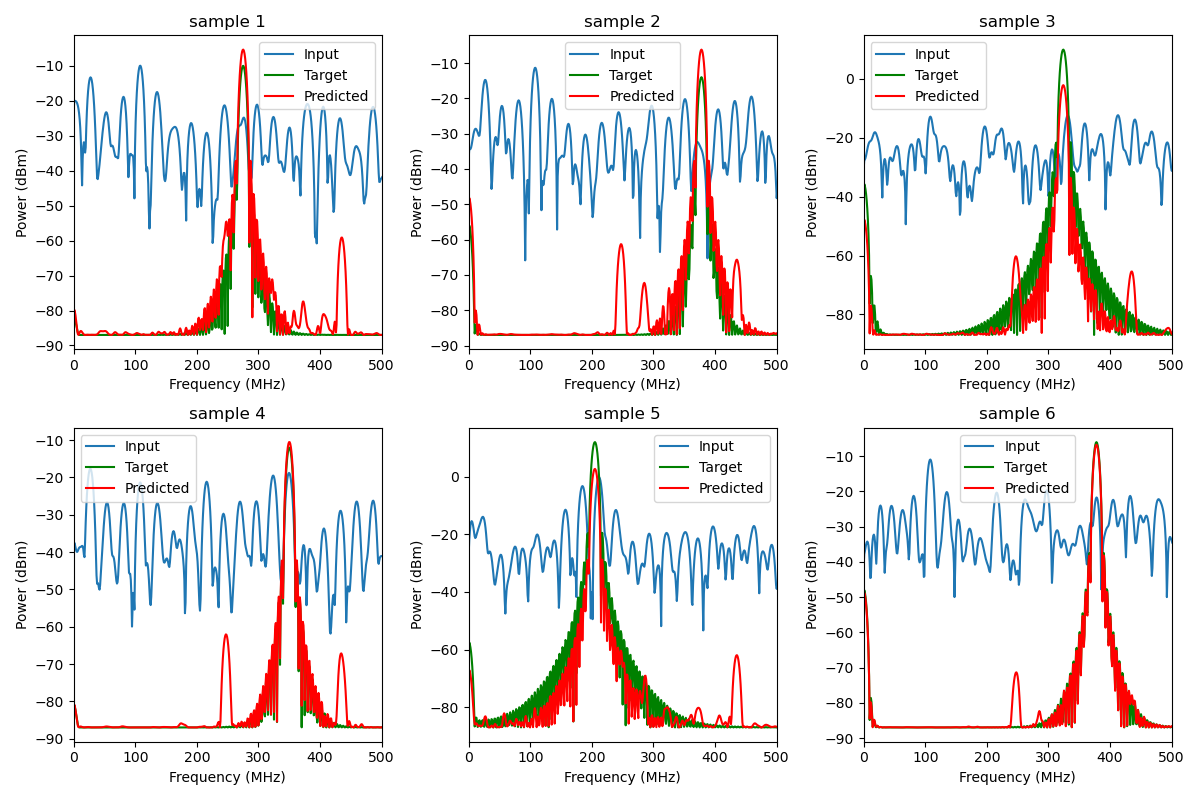 sample 1
Input
Target
Predicted
Power (dBm)
−10
−20
−30
−40
−50
−60
−70
−80
−90
0 100 200 300 400 500
Frequency (MHz)
sample 2
Input
Target
Predicted
Power (dBm)
−10
−20
−30
−40
−50
−60
−70
−80
−90
0 100 200 300 400 500
Frequency (MHz)
sample 3
Input
Target
Predicted
Power (dBm)
0
−20
−40
−60
−80
0 100 200 300 400 500
Frequency (MHz)
sample 4
Input
Target
Predicted
Power (dBm)
−10
−20
−30
−40
−50
−60
−70
−80
−90
0 100 200 300 400 500
Frequency (MHz)
sample 5
Input
Target
Predicted
Power (dBm)
0
−20
−40
−60
−80
0 100 200 300 400 500
Frequency (MHz)
sample 6
Input
Target
Predicted
Power (dBm)
−10
−20
−30
−40
−50
−60
−70
−80
−90
0 100 200 300 400 500
Frequency (MHz)